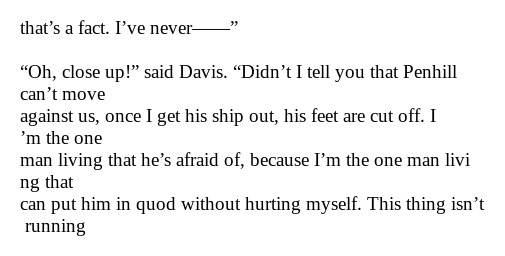 that’s a fact. I’ve never——”
“Oh, close up!” said Davis. “Didn’t I tell you that Penhill
can’t move
against us, once I get his ship out, his feet are cut off. I
’m the one
man living that he’s afraid of, because I’m the one man livi
ng that
can put him in quod without hurting myself. This thing isn’t
running